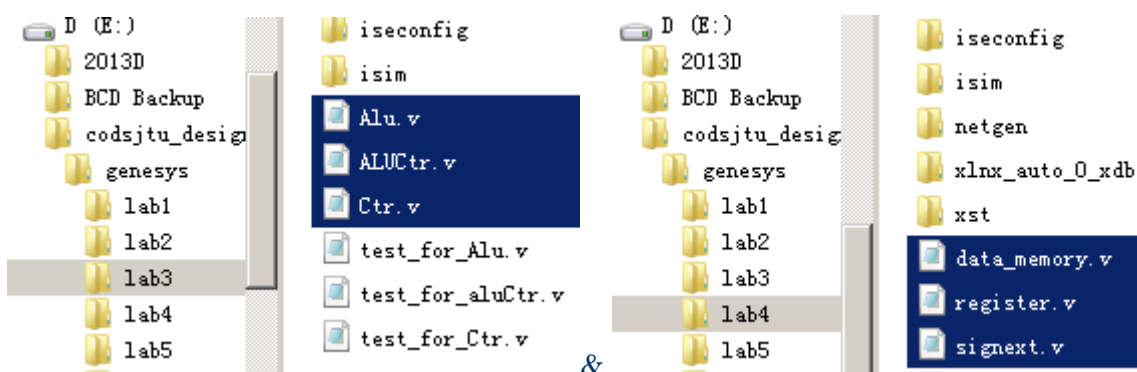 D (E:)
2013D
BCD Backup
codsjtu_desig
genesys
lab1
lab2
lab3
lab4
lab5
iseconfig
isim
Alu.v
ALUCtr.v
Ctr.v
test_for_Alu.v
test_for_aluCtr.v
test_for_Ctr.v
&
D (E:)
2013D
BCD Backup
codsjtu_desig
genesys
lab1
lab2
lab3
lab4
lab5
iseconfig
isim
netgen
xlnx_auto_0_xdb
xst
data_memory.v
register.v
signext.v